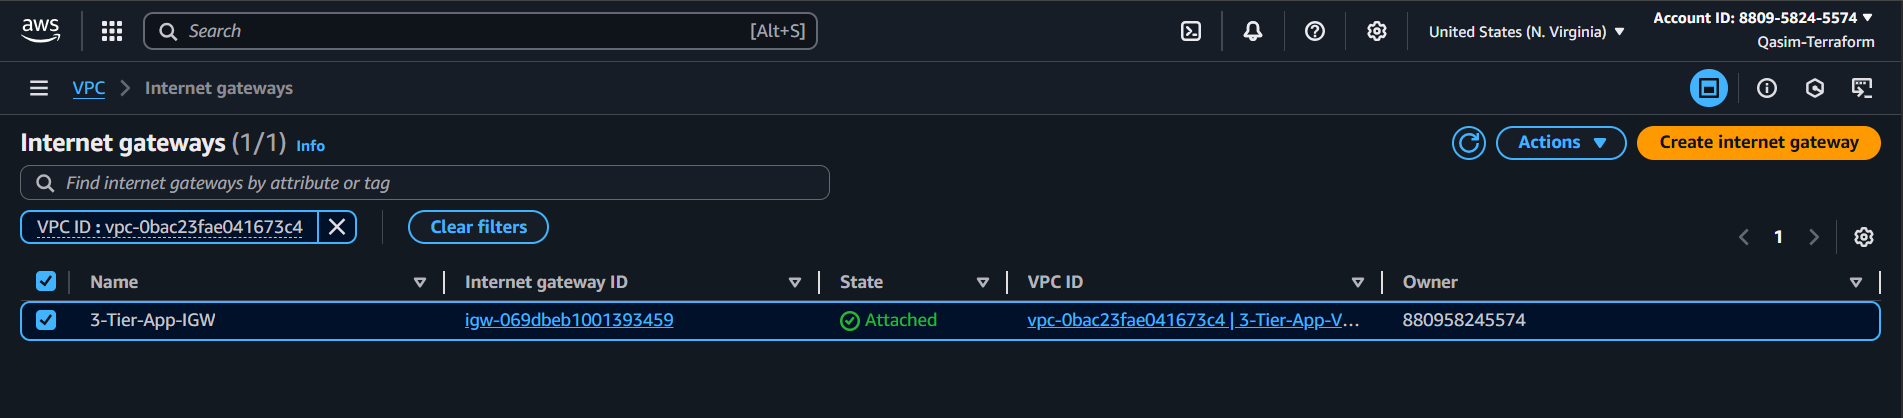 aws
Search [Alt+S]
United States (N. Virginia)
Account ID: 8809-5824-5574
Qasim-Terraform
VPC > Internet gateways
Internet gateways (1/1) Info
Actions
Create internet gateway
Find internet gateways by attribute or tag
VPC ID : vpc-0bac23fae041673c4
Clear filters
1
Name Internet gateway ID State VPC ID Owner
3-Tier-App-IGW igw-069dbeb1001393459 Attached vpc-0bac23fae041673c4 | 3-Tier-App-V... 880958245574